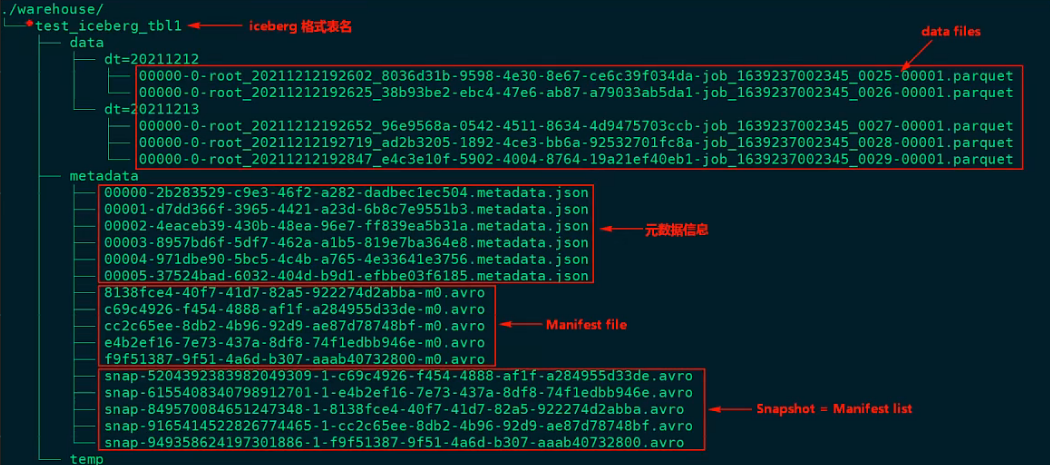 ./warehouse/
test_iceberg_tbl1 iceberg 格式表名
data
data files
dt=20211212
00000-0-root_20211212192602_8036d31b-9598-4e30-8e67-ce6c39f034da-job_1639237002345_0025-00001.parquet
00000-0-root_20211212192625_38b93be2-ebc4-47e6-ab87-a79033ab5da1-job_1639237002345_0026-00001.parquet
dt=20211213
00000-0-root_20211212192652_96e9568a-0542-4511-8634-4d9475703ccb-job_1639237002345_0027-00001.parquet
00000-0-root_20211212192719_ad2b3205-1892-4ce3-bb6a-92532701fc8a-job_1639237002345_0028-00001.parquet
00000-0-root_20211212192847_e4c3e10f-5902-4004-8764-19a21ef40eb1-job_1639237002345_0029-00001.parquet
metadata
00000-2b283529-c9e3-46f2-a282-dadbec1ec504.metadata.json
00001-d7dd366f-3965-4421-a23d-6b8c7e9551b3.metadata.json
00002-4eaceb39-430b-48ea-96e7-ff839ea5b31a.metadata.json
00003-8957bd6f-5df7-462a-a1b5-819e7ba364e8.metadata.json 元数据信息
00004-971dbe90-5bc5-4c4b-a765-4e33641e3756.metadata.json
00005-37524bad-6032-404d-b9d1-efbbe03f6185.metadata.json
8138fce4-40f7-41d7-82a5-922274d2abba-m0.avro
c69c4926-f454-4888-af1f-a284955d33de-m0.avro
cc2c65ee-8db2-4b96-92d9-ae87d78748bf-m0.avro Manifest file
e4b2ef16-7e73-437a-8df8-74f1edbb946e-m0.avro
f9f51387-9f51-4a6d-b307-aaab40732800-m0.avro
snap-5204392383982049309-1-c69c4926-f454-4888-af1f-a284955d33de.avro
snap-6155408340798912701-1-e4b2ef16-7e73-437a-8df8-74f1edbb946e.avro
snap-849570084651247348-1-8138fce4-40f7-41d7-82a5-922274d2abba.avro Snapshot = Manifest list
snap-9165414522826774465-1-cc2c65ee-8db2-4b96-92d9-ae87d78748bf.avro
snap-949358624197301886-1-f9f51387-9f51-4a6d-b307-aaab40732800.avro
temp